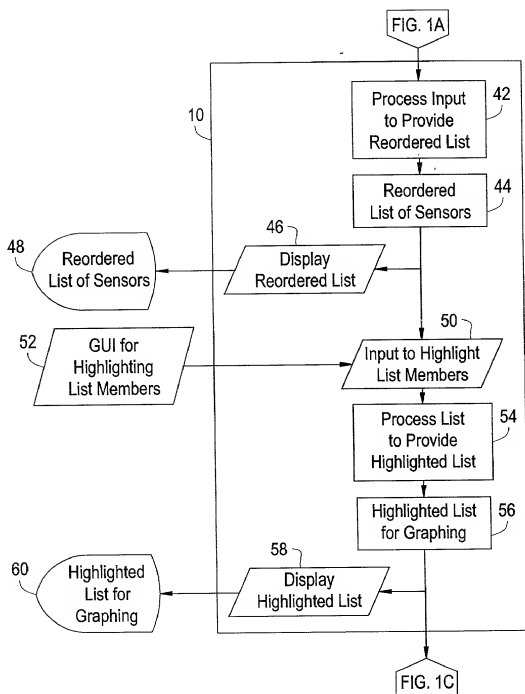 FIG. 1A
10
Process Input
to Provide
Reordered List
42
Reordered
List of Sensors
44
48
Reordered
List of Sensors
46
Display
Reordered List
52
GUI for
Highlighting
List Members
50
Input to Highlight
List Members
Process List
to Provide
Highlighted List
54
Highlighted List
for Graphing
56
60
Highlighted
List for
Graphing
58
Display
Highlighted List
FIG. 1C